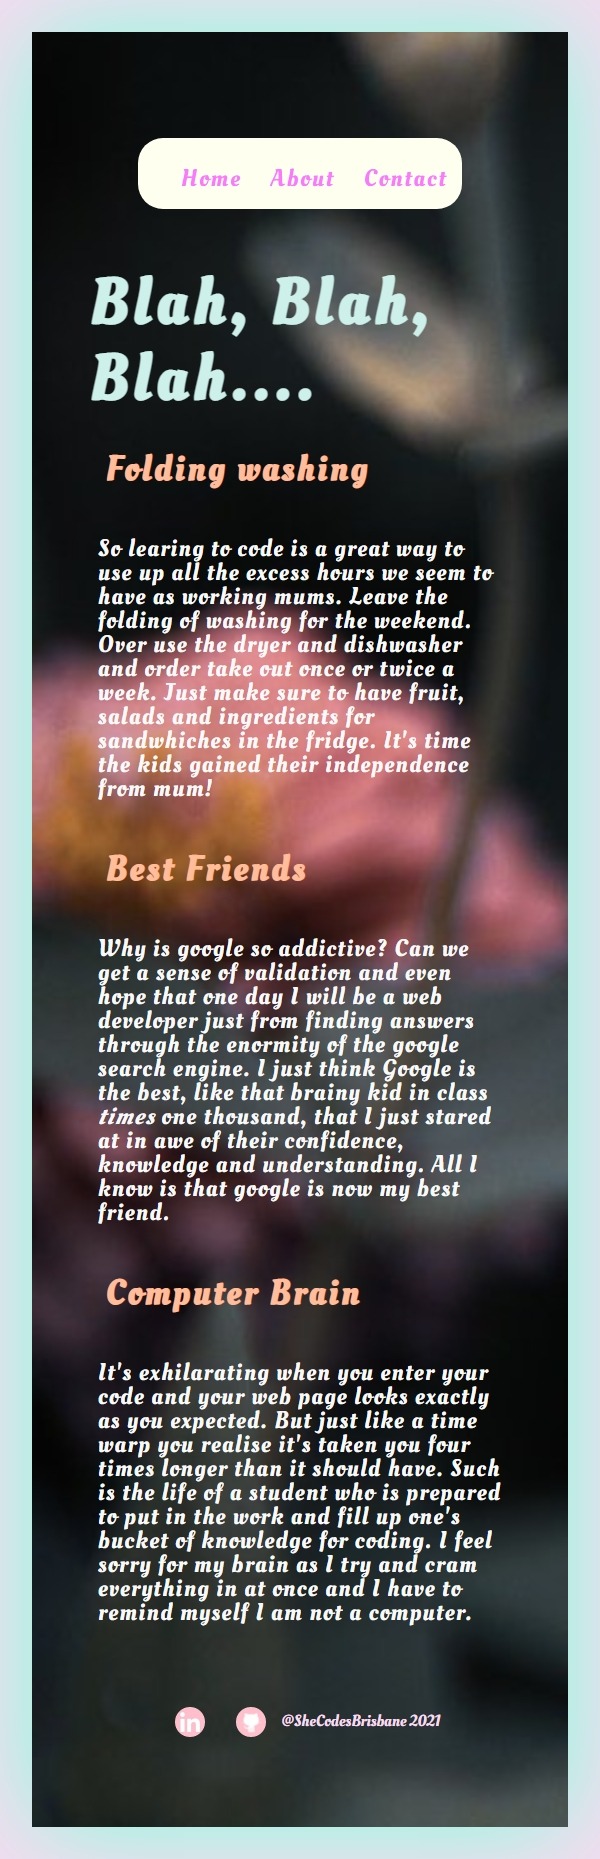 Home About Contact
Blah, Blah,
Blah....
Folding washing
So learing to code is a great way to
use up all the excess hours we seem to
have as working mums. Leave the
folding of washing for the weekend.
Over use the dryer and dishwasher
and order take out once or twice a
week. Just make sure to have fruit,
salads and ingredients for
sandwhiches in the fridge. It's time
the kids gained their independence
from mum!
Best Friends
Why is google so addictive? Can we
get a sense of validation and even
hope that one day I will be a web
developer just from finding answers
through the enormity of the google
search engine. I just think Google is
the best, like that brainy kid in class
times one thousand, that I just stared
at in awe of their confidence,
knowledge and understanding. All I
know is that google is now my best
friend.
Computer Brain
It's exhilarating when you enter your
code and your web page looks exactly
as you expected. But just like a time
warp you realise it's taken you four
times longer than it should have. Such
is the life of a student who is prepared
to put in the work and fill up one's
bucket of knowledge for coding. I feel
sorry for my brain as I try and cram
everything in at once and I have to
remind myself I am not a computer.
in @SheCodesBrisbane 2021